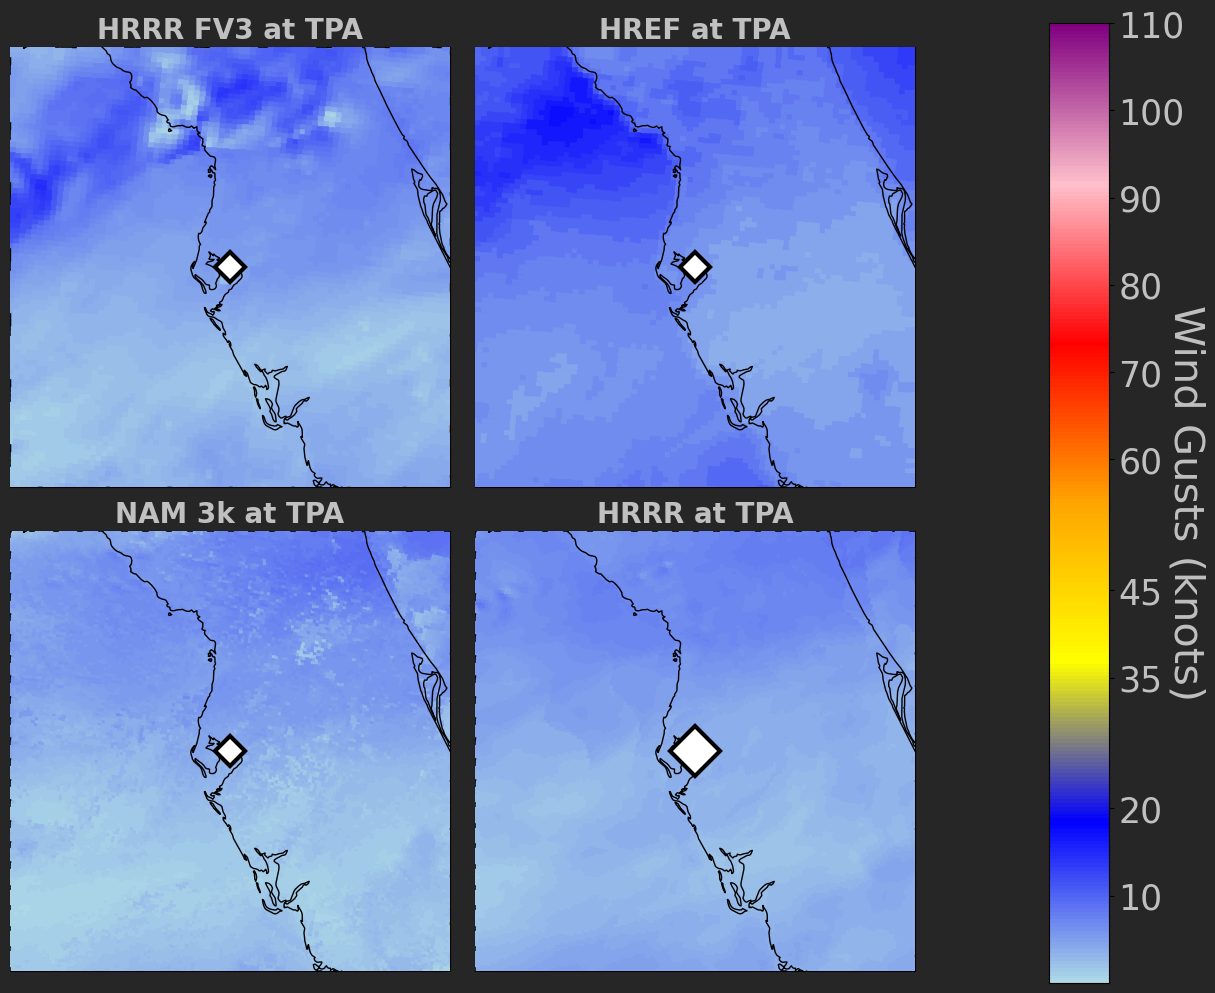 HRRR FV3 at TPA
HREF at TPA
NAM 3k at TPA
HRRR at TPA
110
100
90
80
70
60
45
35
20
10
Wind Gusts (knots)